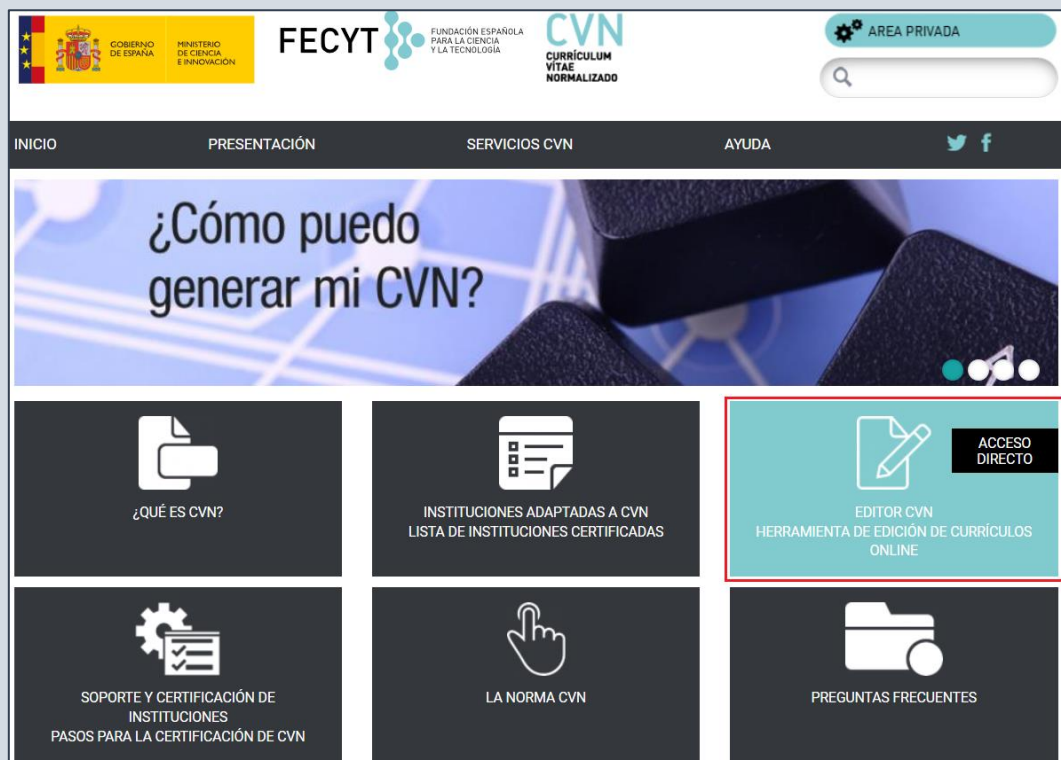 GOBIERNO
DE ESPAÑA
MINISTERIO
DE CIENCIA
E INNOVACIÓN
FECYT
FUNDACIÓN ESPAÑOLA
PARA LA CIENCIA
Y LA TECNOLOGÍA
CVN
CURRÍCULUM
VÍTAE
NORMALIZADO
AREA PRIVADA
INICIO
PRESENTACIÓN
SERVICIOS CVN
AYUDA
¿Cómo puedo
generar mi CVN?
¿QUÉ ES CVN?
INSTITUCIONES ADAPTADAS A CVN
LISTA DE INSTITUCIONES CERTIFICADAS
ACCESO
DIRECTO
EDITOR CVN
HERRAMIENTA DE EDICIÓN DE CURRÍCULOS
ONLINE
SOPORTE Y CERTIFICACIÓN DE
INSTITUCIONES
PASOS PARA LA CERTIFICACIÓN DE CVN
LA NORMA CVN
PREGUNTAS FRECUENTES